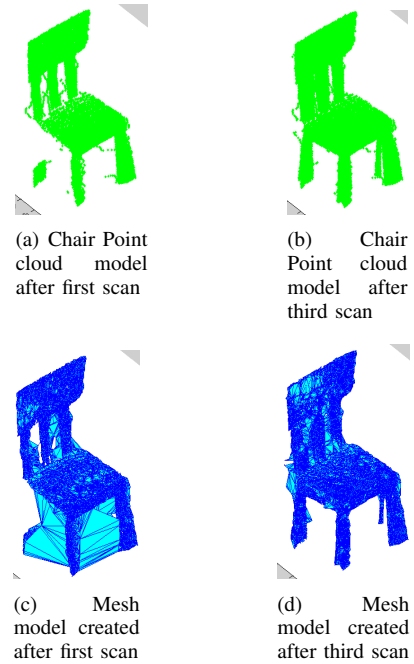 (a) Chair Point
cloud model
after first scan
(b) Chair
Point cloud
model after
third scan
(c) Mesh
model created
after first scan
(d) Mesh
model created
after third scan